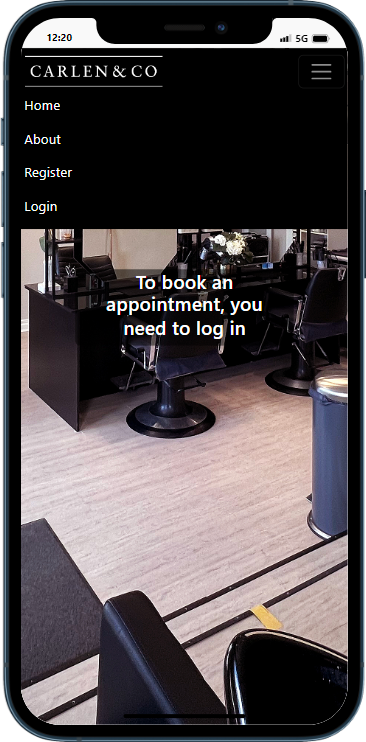 12:20
5G
CARLEN & CO
Home
About
Register
Login
To book an
appointment, you
need to log in